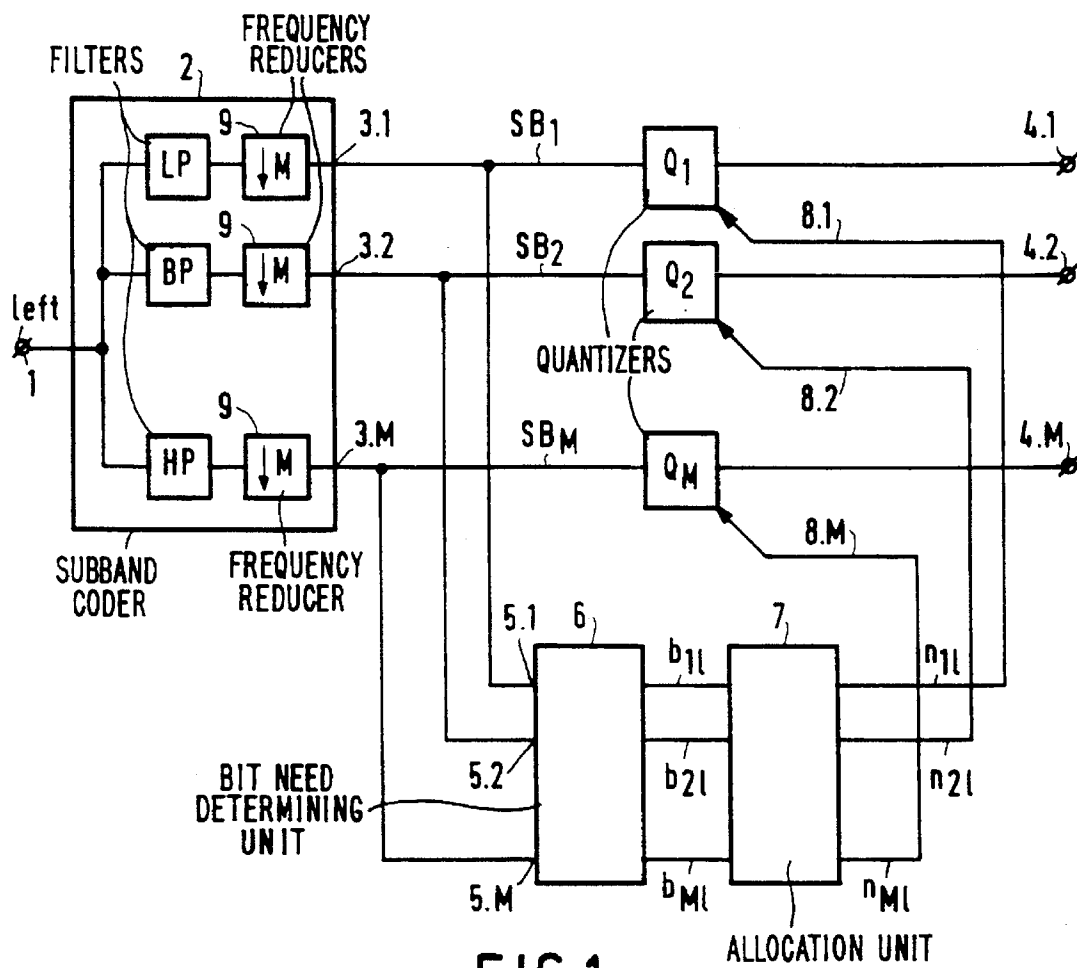 FREQUENCY
REDUCERS
FILTERS
2
9
3.1
SB1
4.1
LP
↓M
Q1
8.1
9
3.2
SB2
4.2
BP
↓M
Q2
left
1
QUANTIZERS
8.2
9
3.M
SBM
4.M
HP
↓M
QM
8.M
SUBBAND
CODER
FREQUENCY
REDUCER
5.1
6
b1l
7
n1l
5.2
b2l
n2l
BIT NEED
DETERMINING
UNIT
5.M
bMl
nMl
ALLOCATION UNIT
FIG.1